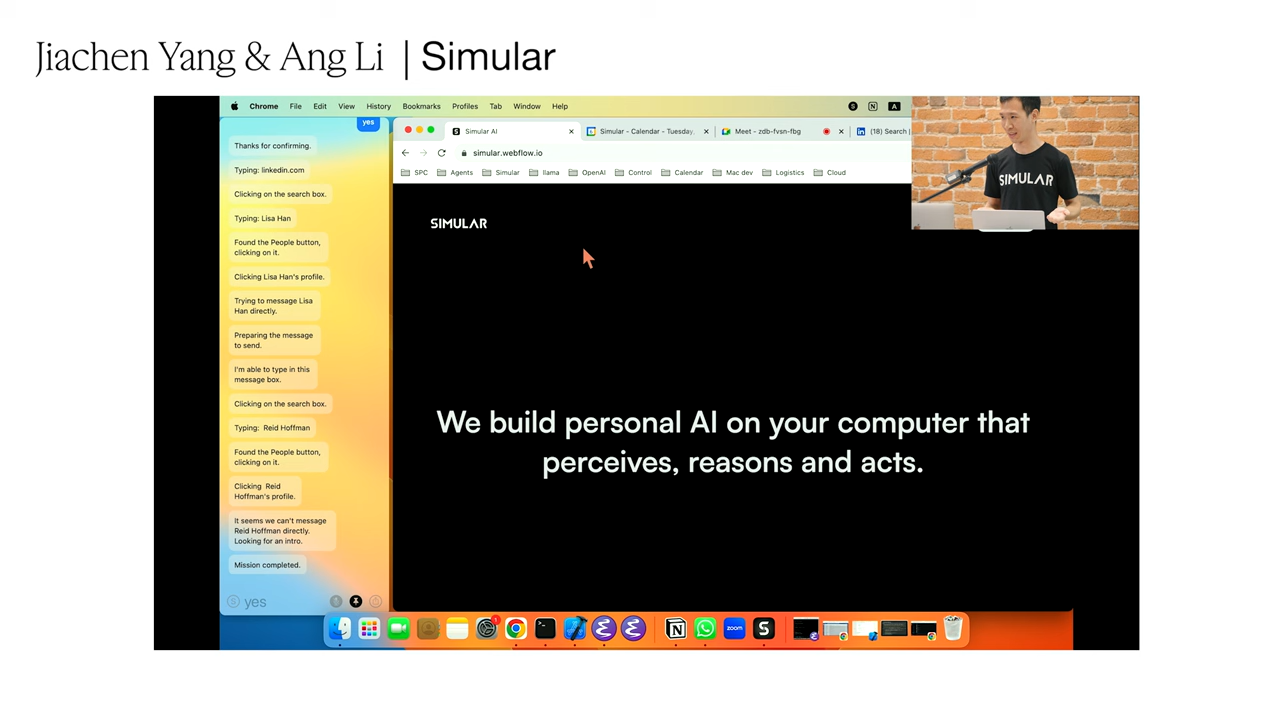 Jiachen Yang & Ang Li | Simular
Chrome File Edit View History Bookmarks Profiles Tab Window Help
yes
Thanks for confirming.
Typing: linkedin.com
Clicking on the search box.
Typing: Lisa Han
Found the People button,
clicking on it.
Clicking Lisa Han's profile.
Trying to message Lisa
Han directly.
Preparing the message
to send.
I'm able to type in this
message box.
Clicking on the search box.
Typing: Reid Hoffman
Found the People button,
clicking on it.
Clicking Reid
Hoffman's profile.
It seems we can't message
Reid Hoffman directly.
Looking for an intro.
Mission completed.
yes
Simular AI
Simular - Calendar - Tuesday,
Meet - zdb-fvsn-fbg
(18) Search |
simular.webflow.io
SPC Agents Simular llama OpenAI Control Calendar Mac dev Logistics Cloud
SIMULAR
SIMULAR
We build personal AI on your computer that
perceives, reasons and acts.
zoom